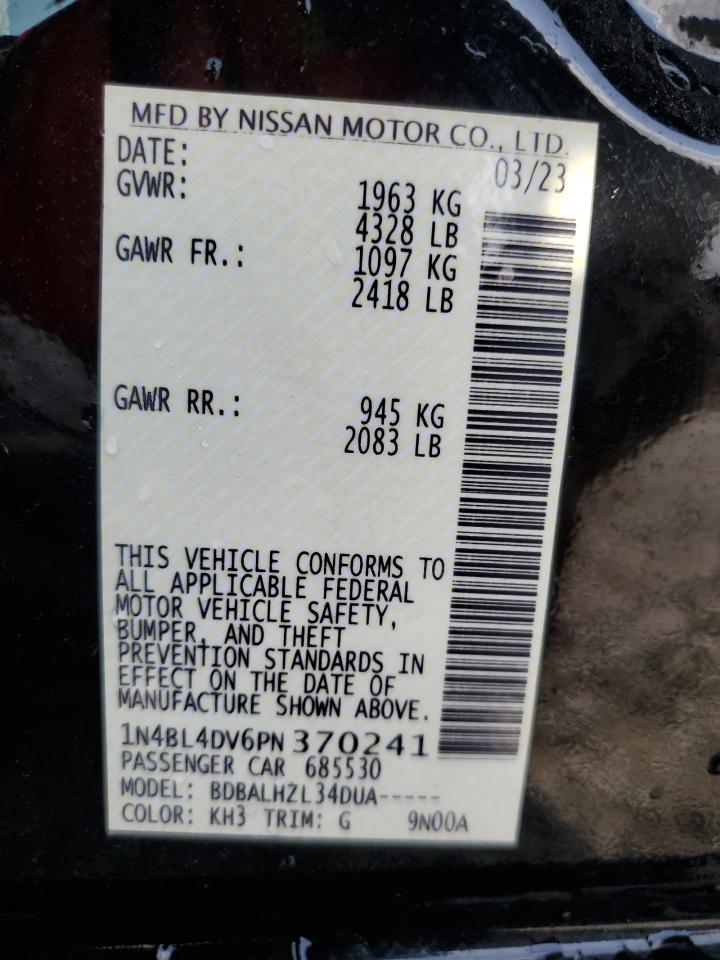 MFD BY NISSAN MOTOR CO., LTD.
DATE: 03/23
GVWR: 1963 KG
4328 LB
GAWR FR.: 1097 KG
2418 LB
GAWR RR.: 945 KG
2083 LB
THIS VEHICLE CONFORMS TO
ALL APPLICABLE FEDERAL
MOTOR VEHICLE SAFETY,
BUMPER, AND THEFT
PREVENTION STANDARDS IN
EFFECT ON THE DATE OF
MANUFACTURE SHOWN ABOVE.
1N4BL4DV6PN 370241
PASSENGER CAR 685530
MODEL: BDBALHZL34DUA-----
COLOR: KH3 TRIM: G 9N00A